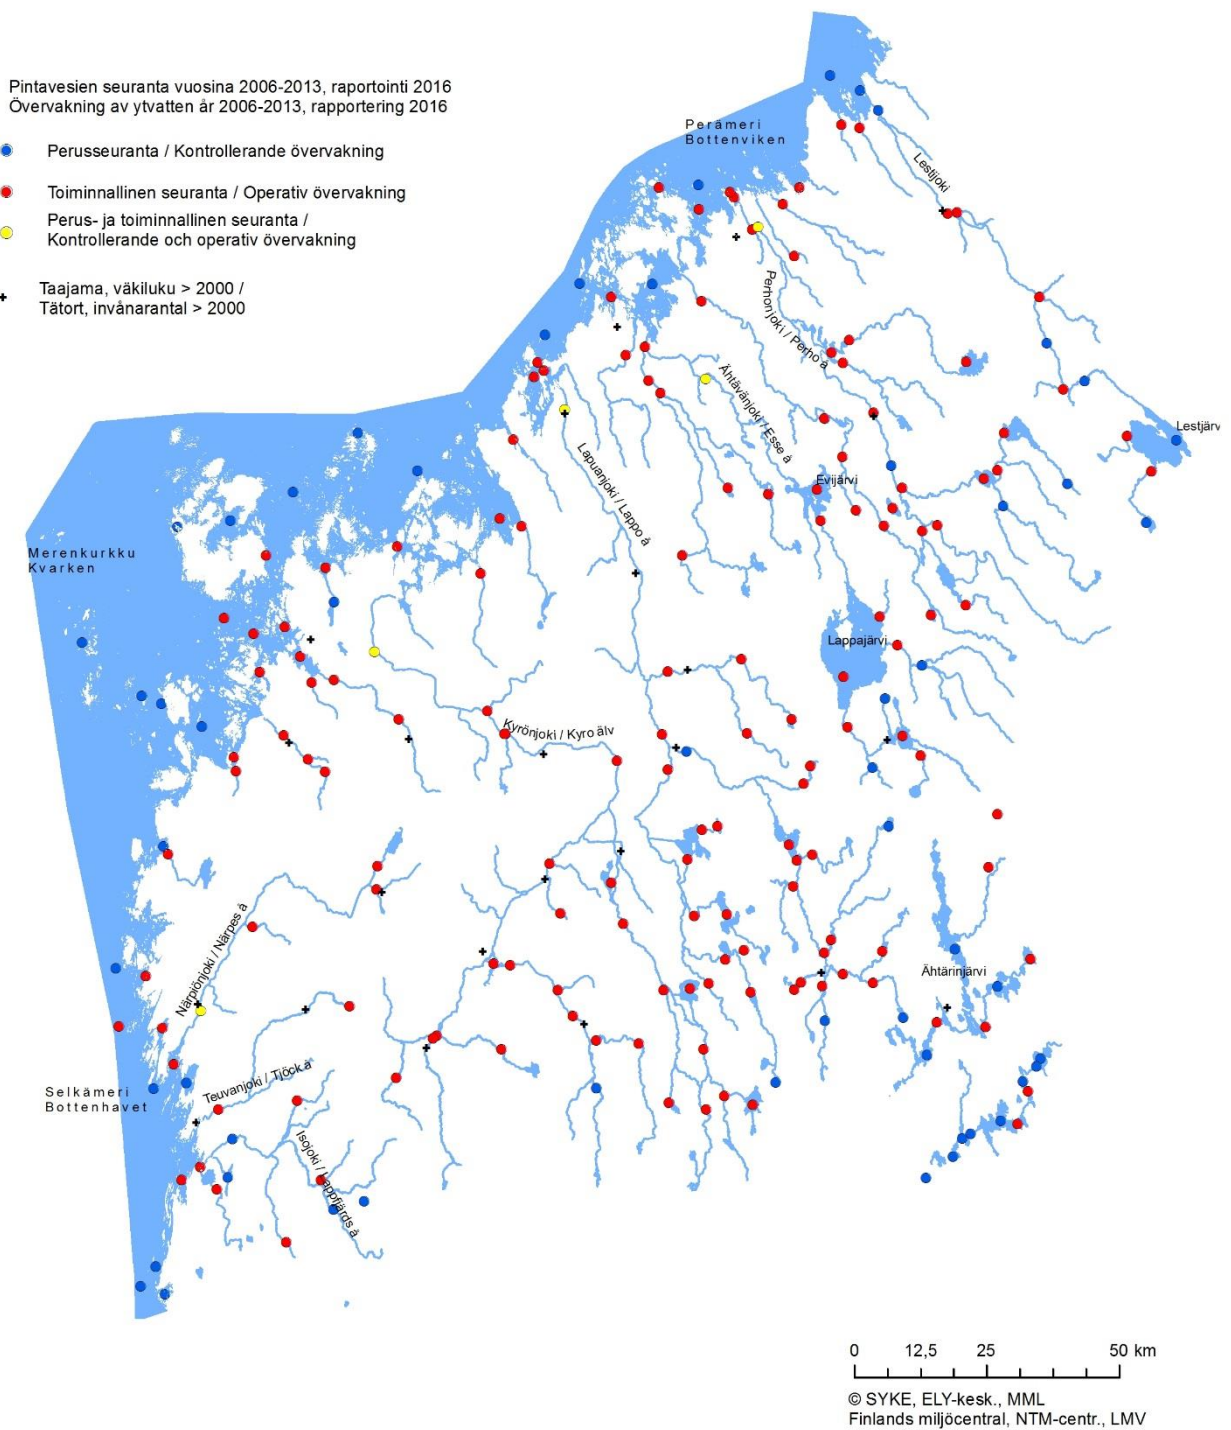 Pintavesien seuranta vuosina 2006-2013, raportointi 2016
Övervakning av ytvatten år 2006-2013, rapportering 2016
Perusseuranta / Kontrollerande övervakning
Toiminnallinen seuranta / Operativ övervakning
Perus- ja toiminnallinen seuranta /
Kontrollerande och operativ övervakning
Taajama, väkiluku > 2000 /
Tätort, invånarantal > 2000
Perämeri
Bottenviken
Lestijoki
Perhonjoki / Perho å
Ähtävänjoki / Esse å
Lestjärv
Lapuanjoki / Lappo å
Evijärvi
Merenkurkku
Kvarken
Lappajärvi
Kyrönjoki / Kyro älv
Närpiönjoki / Närpes å
Ähtärinjärvi
Selkämeri
Bottenhavet
Teuvanjoki / Tjöck å
Isojoki / Lappfjärds å
0 12,5 25 50 km
© SYKE, ELY-kesk., MML
Finlands miljöcentral, NTM-centr., LMV